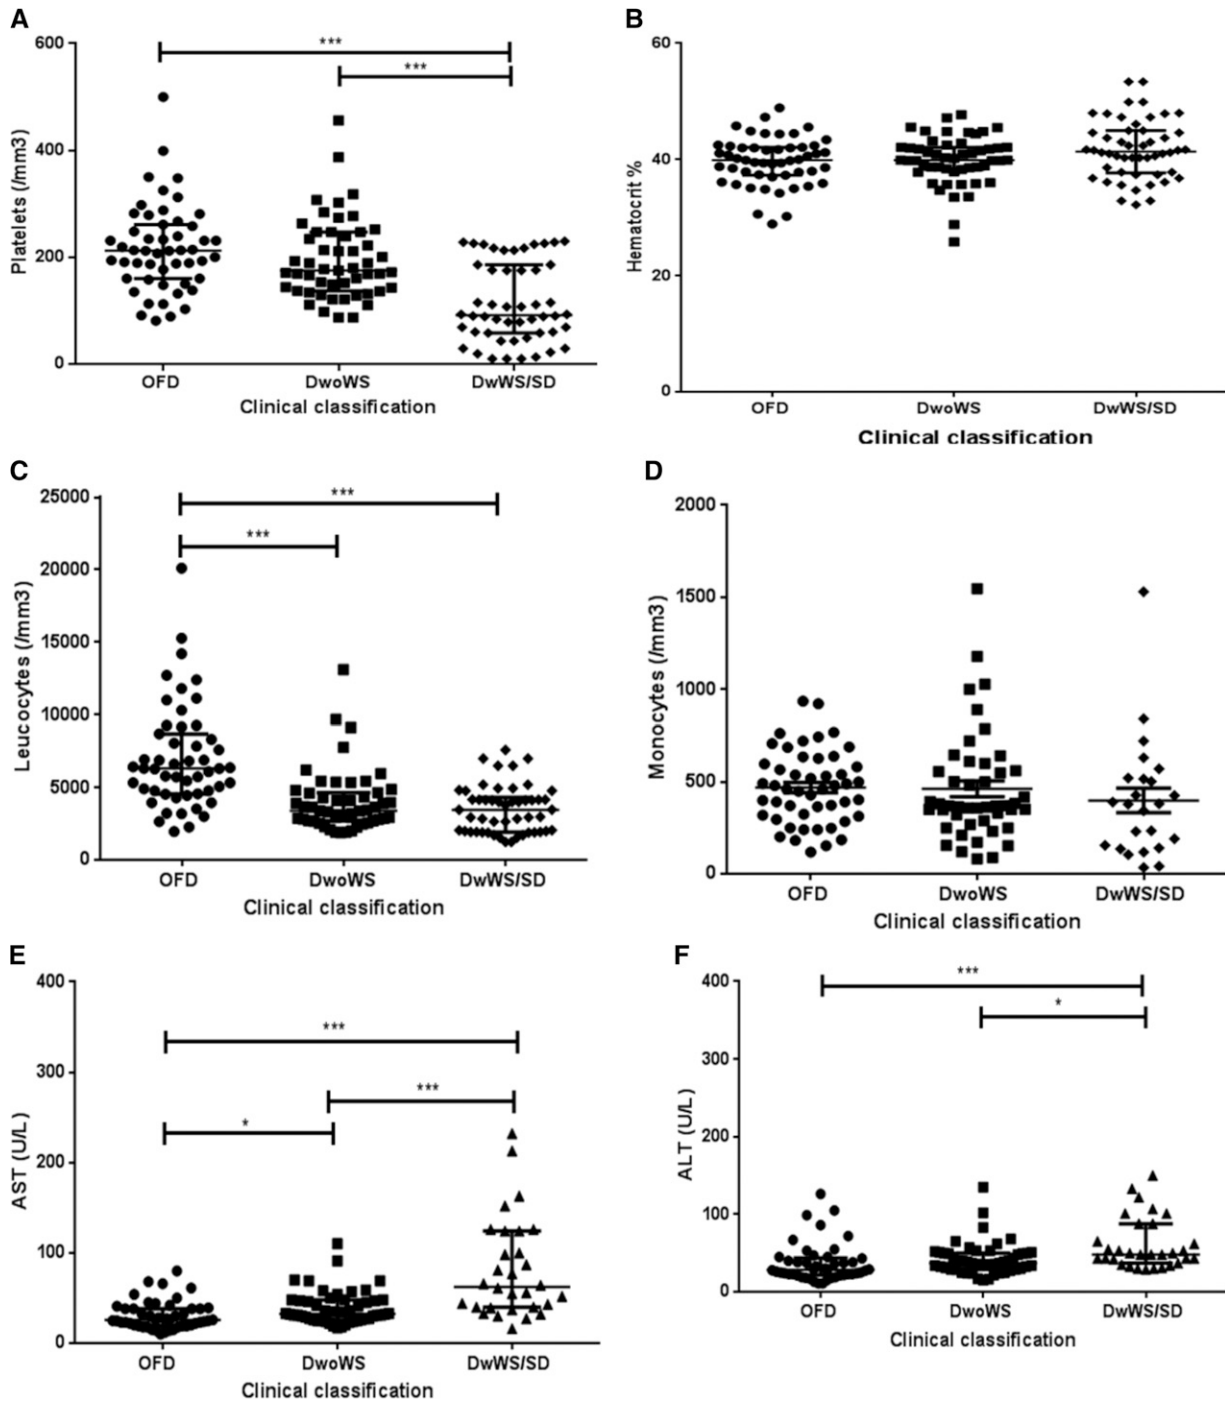 A
Platelets (/mm3)
600
400
200
0
***
***
OFD DwoWS DwWS/SD
Clinical classification
B
Hematocrit %
60
40
20
0
OFD DwoWS DwWS/SD
Clinical classification
C
Leucocytes (/mm3)
25000
20000
15000
10000
5000
0
***
***
OFD DwoWS DwWS/SD
Clinical classification
D
Monocytes (/mm3)
2000
1500
1000
500
0
OFD DwoWS DwWS/SD
Clinical classification
E
AST (U/L)
400
300
200
100
0
***
***
*
OFD DwoWS DwWS/SD
Clinical classification
F
ALT (U/L)
400
300
200
100
0
***
*
OFD DwoWS DwWS/SD
Clinical classification